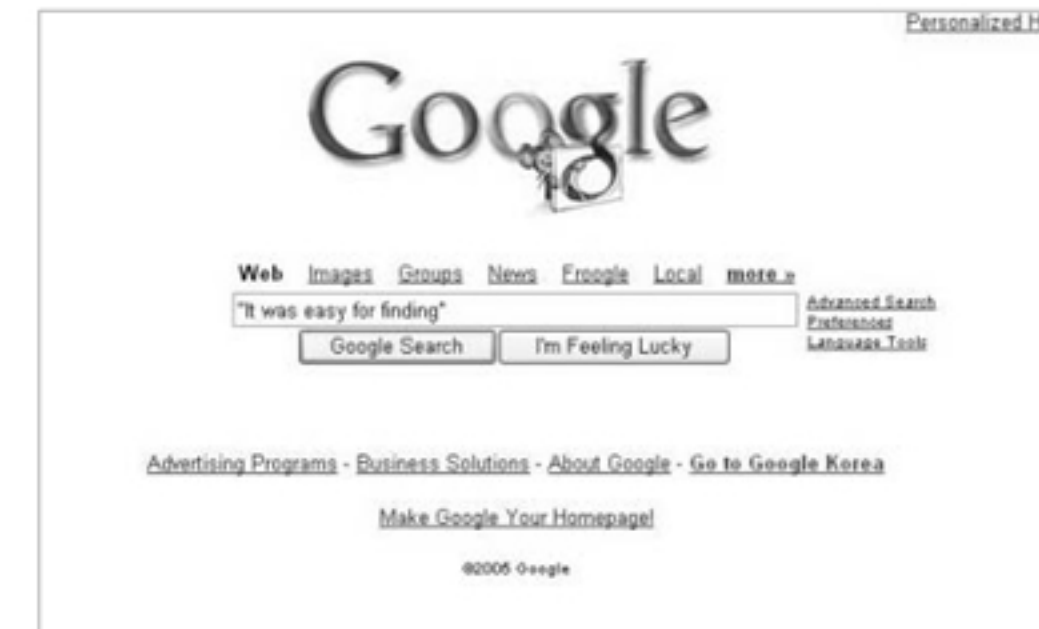 Personalized H
Google
Web Images Groups News Froogle Local more »
"It was easy for finding"
Advanced Search
Preferences
Language Tools
Google Search I'm Feeling Lucky
Advertising Programs - Business Solutions - About Google - Go to Google Korea
Make Google Your Homepage!
©2005 Google